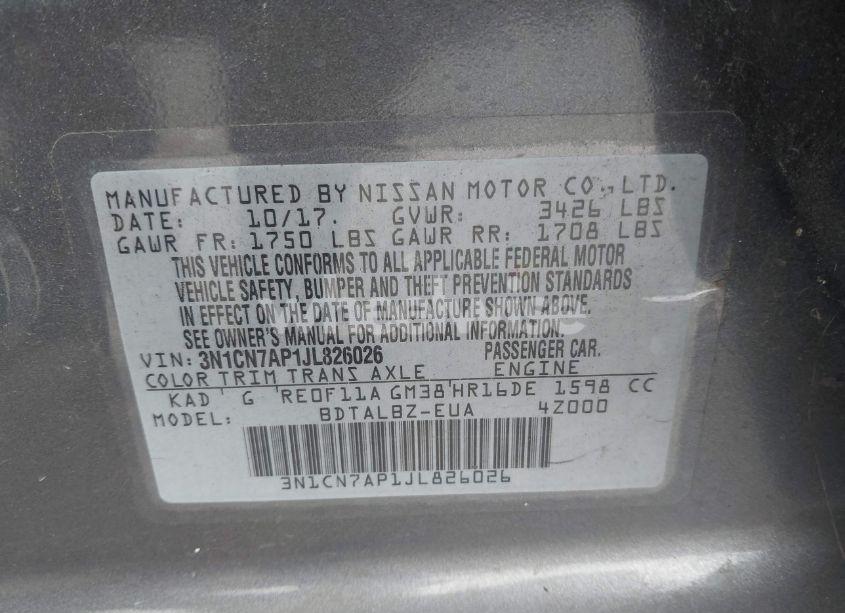 MANUFACTURED BY NISSAN MOTOR CO., LTD.
DATE: 10/17. GVWR: 3426 LBS
GAWR FR: 1750 LBS GAWR RR: 1708 LBS
THIS VEHICLE CONFORMS TO ALL APPLICABLE FEDERAL MOTOR
VEHICLE SAFETY, BUMPER AND THEFT PREVENTION STANDARDS
IN EFFECT ON THE DATE OF MANUFACTURE SHOWN ABOVE.
SEE OWNER'S MANUAL FOR ADDITIONAL INFORMATION.
VIN: 3N1CN7AP1JL826026 PASSENGER CAR.
COLOR TRIM TRANS AXLE ENGINE
KAD G RE0F11A GM38 HR16DE 1598 CC
MODEL: BDTALBZ-EUA 4Z000
3N1CN7AP1JL826026